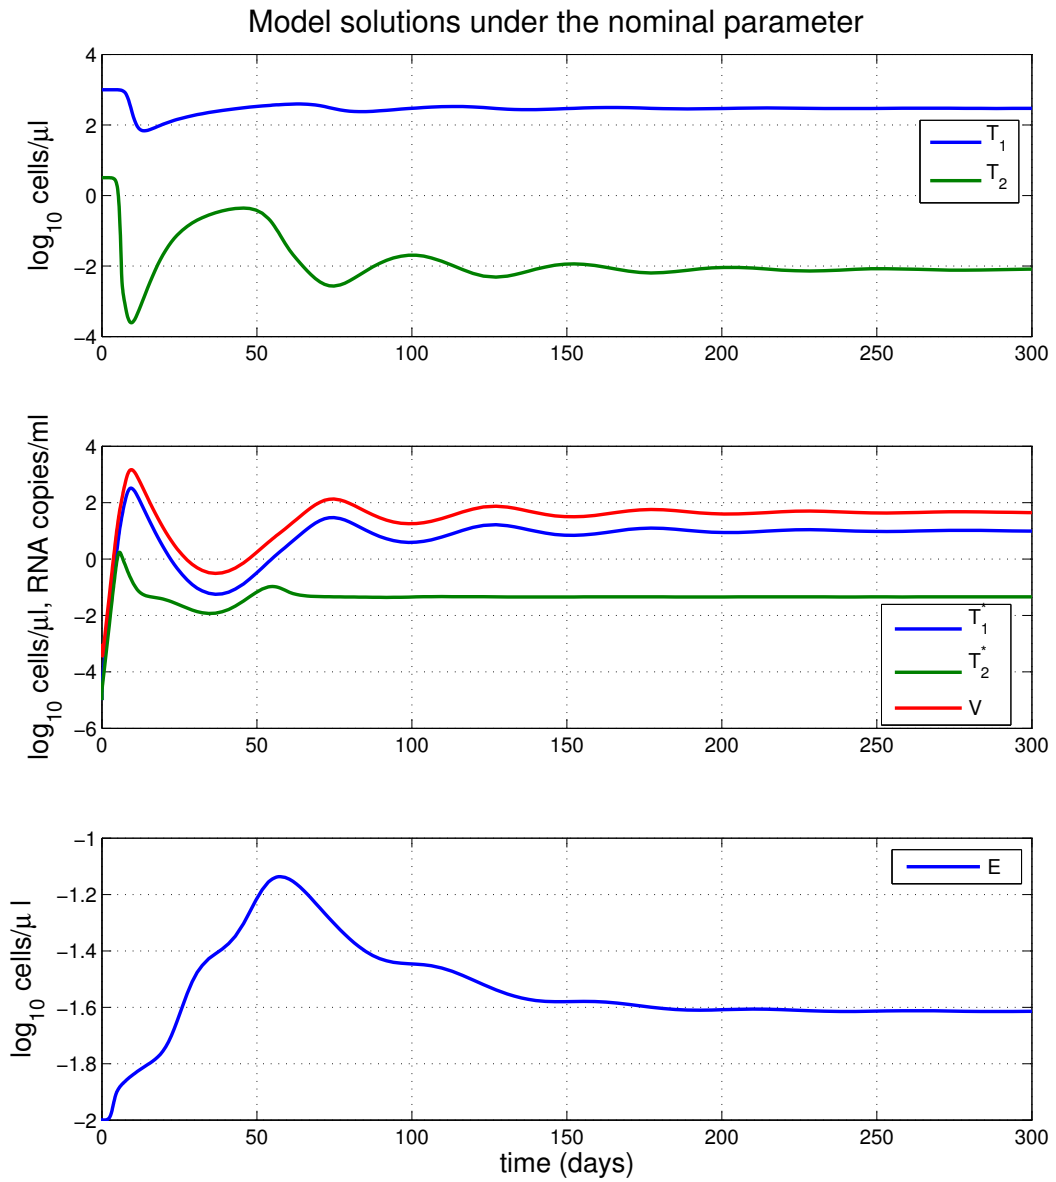 Model solutions under the nominal parameter
4
2
0
−2
−4
log10 cells/μl
T1
T2
0 50 100 150 200 250 300
4
2
0
−2
−4
−6
log10 cells/μl, RNA copies/ml
T1*
T2*
V
0 50 100 150 200 250 300
−1
−1.2
−1.4
−1.6
−1.8
−2
log10 cells/μ l
E
0 50 100 150 200 250 300
time (days)